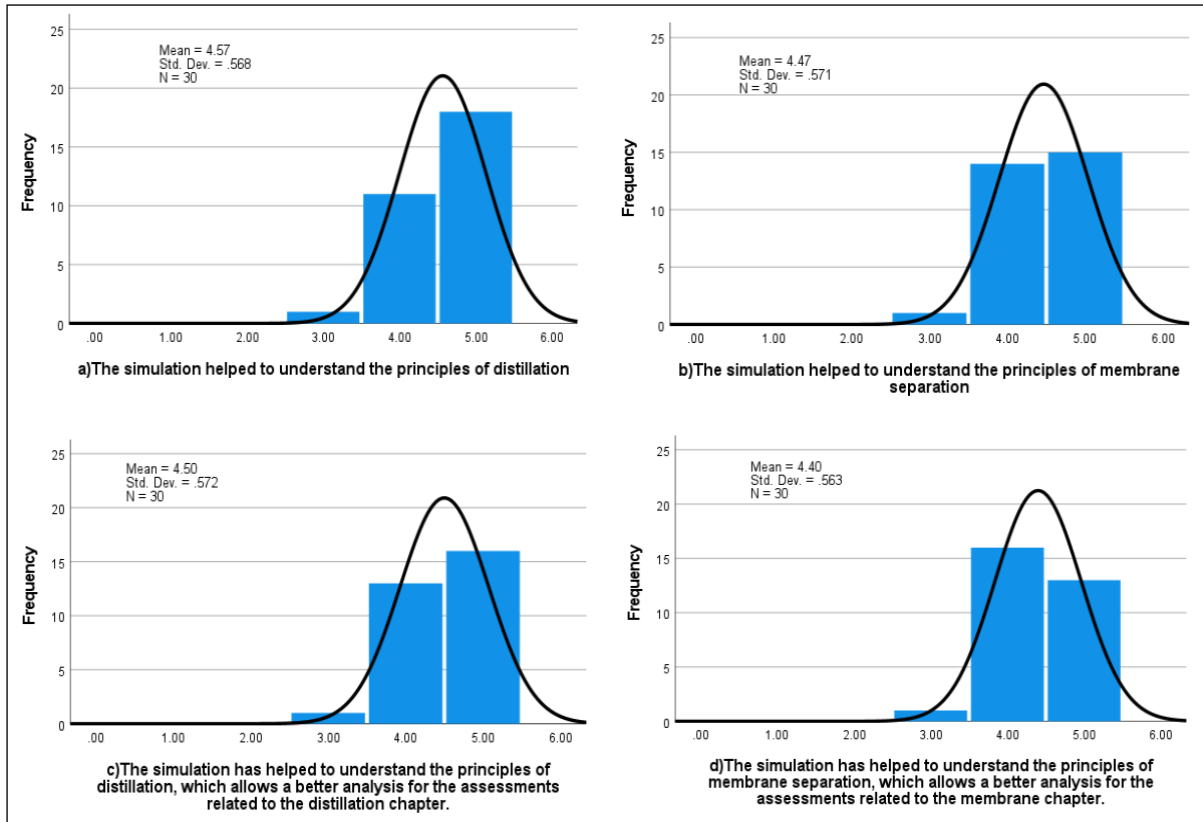 25
20
15
10
5
0
Frequency
Mean = 4.57
Std. Dev. = .568
N = 30
.00 1.00 2.00 3.00 4.00 5.00 6.00
a)The simulation helped to understand the principles of distillation
25
20
15
10
5
0
Frequency
Mean = 4.47
Std. Dev. = .571
N = 30
.00 1.00 2.00 3.00 4.00 5.00 6.00
b)The simulation helped to understand the principles of membrane
separation
25
20
15
10
5
0
Frequency
Mean = 4.50
Std. Dev. = .572
N = 30
.00 1.00 2.00 3.00 4.00 5.00 6.00
c)The simulation has helped to understand the principles of
distillation, which allows a better analysis for the assessments
related to the distillation chapter.
25
20
15
10
5
0
Frequency
Mean = 4.40
Std. Dev. = .563
N = 30
.00 1.00 2.00 3.00 4.00 5.00 6.00
d)The simulation has helped to understand the principles of
membrane separation, which allows a better analysis for the
assessments related to the membrane chapter.